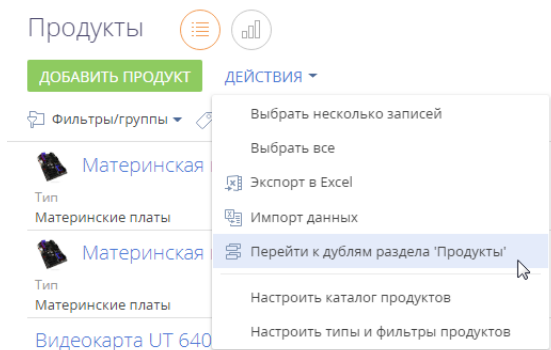 Продукты
ДОБАВИТЬ ПРОДУКТ ДЕЙСТВИЯ
Фильтры/группы
Выбрать несколько записей
Выбрать все
Экспорт в Excel
Импорт данных
Перейти к дублям раздела 'Продукты'
Настроить каталог продуктов
Настроить типы и фильтры продуктов
Материнская
Тип
Материнские платы
Материнская
Тип
Материнские платы
Видеокарта UT 640